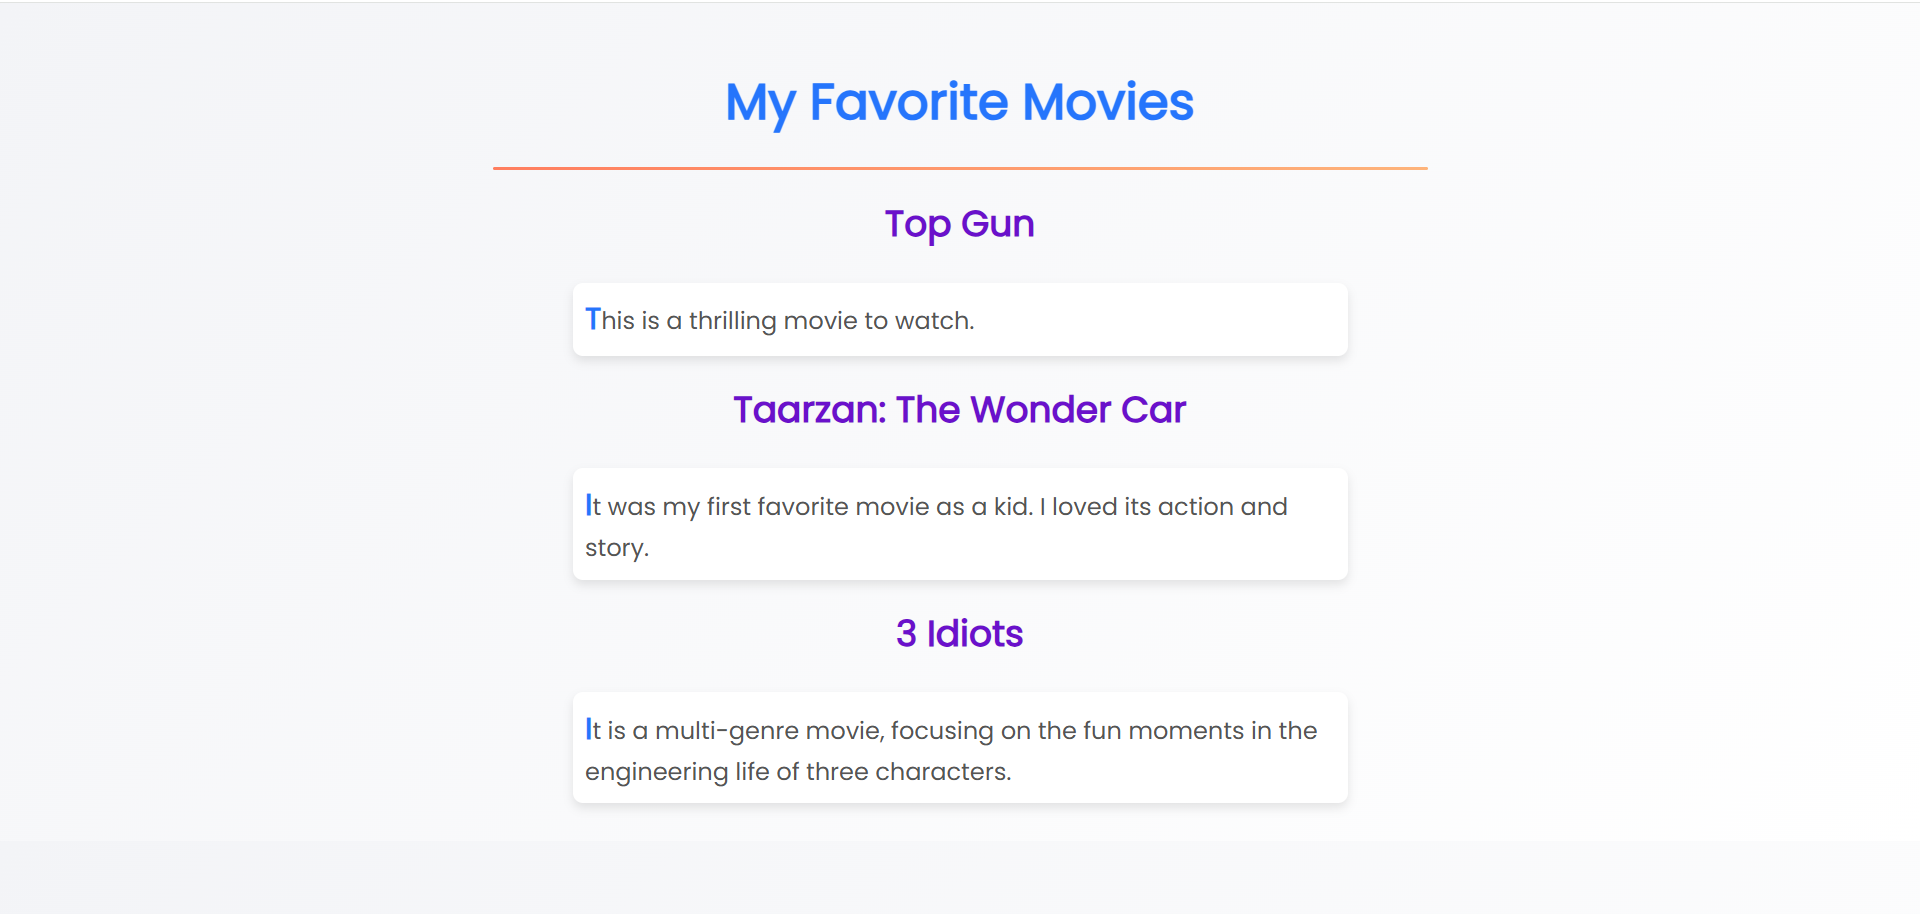 My Favorite Movies
Top Gun
This is a thrilling movie to watch.
Taarzan: The Wonder Car
It was my first favorite movie as a kid. I loved its action and
story.
3 Idiots
It is a multi-genre movie, focusing on the fun moments in the
engineering life of three characters.